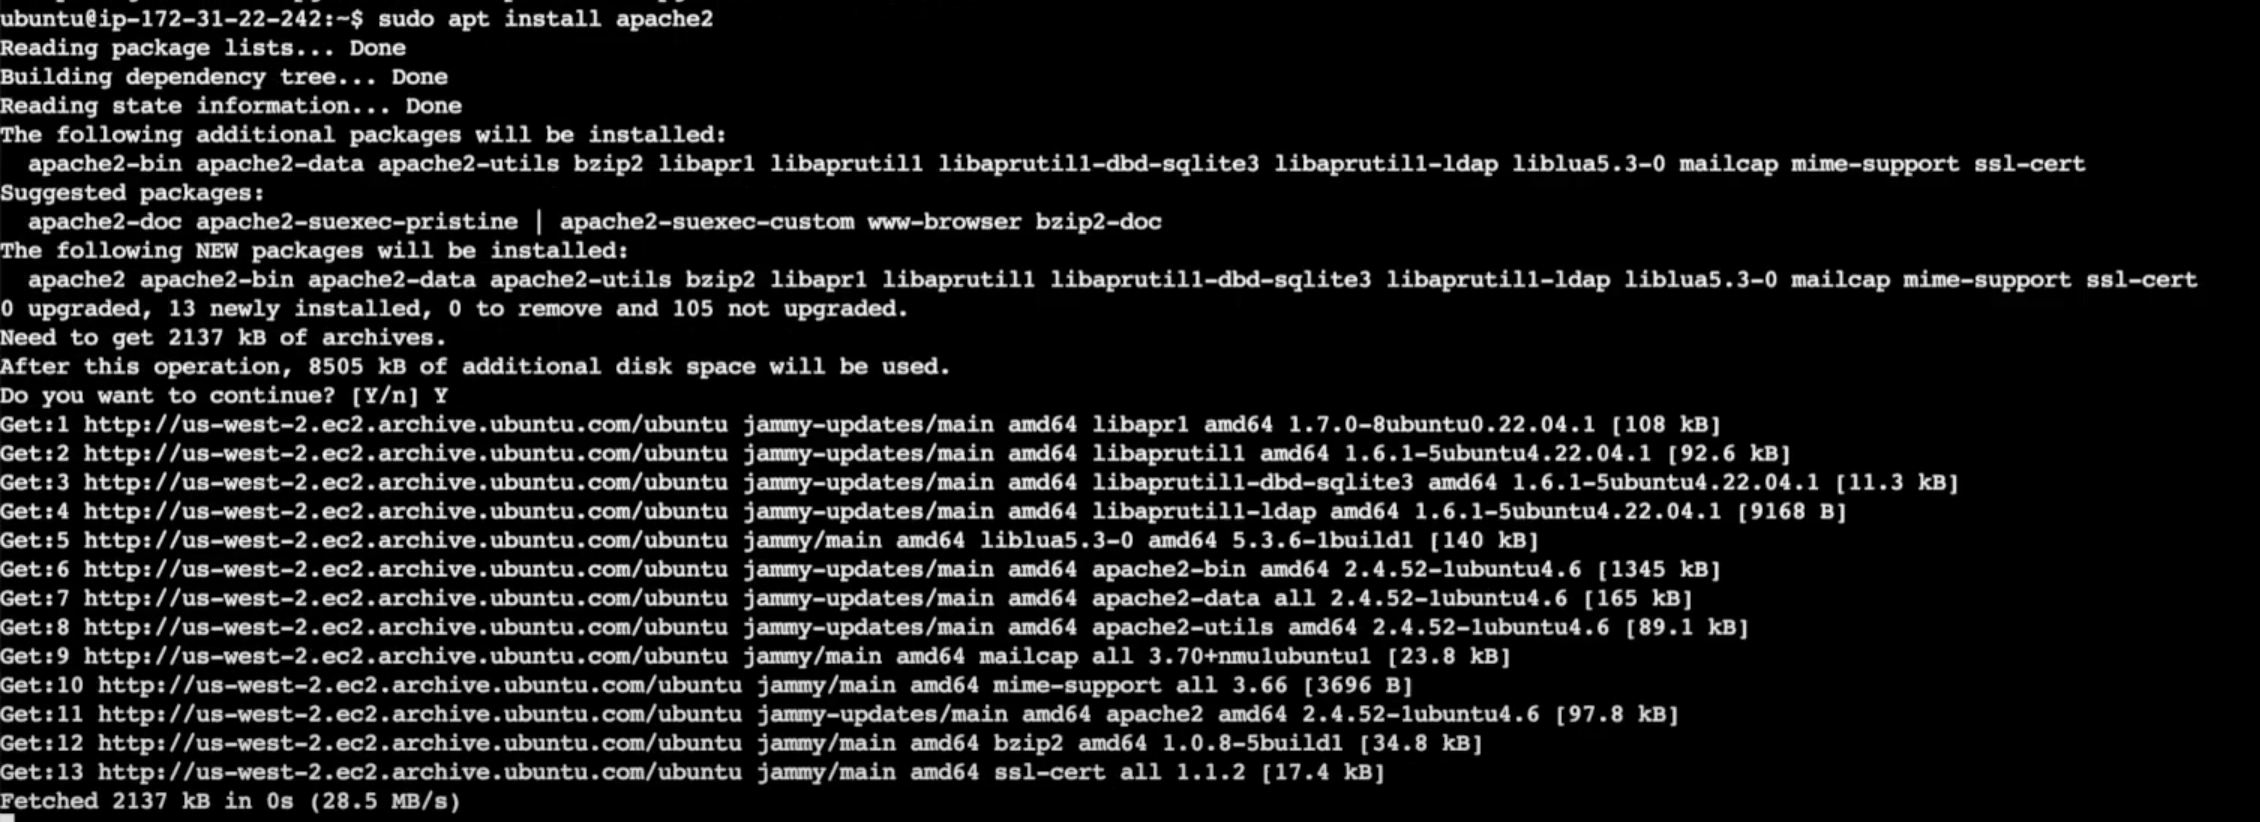 ubuntu@ip-172-31-22-242:~$ sudo apt install apache2
Reading package lists... Done
Building dependency tree... Done
Reading state information... Done
The following additional packages will be installed:
  apache2-bin apache2-data apache2-utils bzip2 libapr1 libaprutil1 libaprutil1-dbd-sqlite3 libaprutil1-ldap liblua5.3-0 mailcap mime-support ssl-cert
Suggested packages:
  apache2-doc apache2-suexec-pristine | apache2-suexec-custom www-browser bzip2-doc
The following NEW packages will be installed:
  apache2 apache2-bin apache2-data apache2-utils bzip2 libapr1 libaprutil1 libaprutil1-dbd-sqlite3 libaprutil1-ldap liblua5.3-0 mailcap mime-support ssl-cert
0 upgraded, 13 newly installed, 0 to remove and 105 not upgraded.
Need to get 2137 kB of archives.
After this operation, 8505 kB of additional disk space will be used.
Do you want to continue? [Y/n] Y
Get:1 http://us-west-2.ec2.archive.ubuntu.com/ubuntu jammy-updates/main amd64 libapr1 amd64 1.7.0-8ubuntu0.22.04.1 [108 kB]
Get:2 http://us-west-2.ec2.archive.ubuntu.com/ubuntu jammy-updates/main amd64 libaprutil1 amd64 1.6.1-5ubuntu4.22.04.1 [92.6 kB]
Get:3 http://us-west-2.ec2.archive.ubuntu.com/ubuntu jammy-updates/main amd64 libaprutil1-dbd-sqlite3 amd64 1.6.1-5ubuntu4.22.04.1 [11.3 kB]
Get:4 http://us-west-2.ec2.archive.ubuntu.com/ubuntu jammy-updates/main amd64 libaprutil1-ldap amd64 1.6.1-5ubuntu4.22.04.1 [9168 B]
Get:5 http://us-west-2.ec2.archive.ubuntu.com/ubuntu jammy/main amd64 liblua5.3-0 amd64 5.3.6-1build1 [140 kB]
Get:6 http://us-west-2.ec2.archive.ubuntu.com/ubuntu jammy-updates/main amd64 apache2-bin amd64 2.4.52-1ubuntu4.6 [1345 kB]
Get:7 http://us-west-2.ec2.archive.ubuntu.com/ubuntu jammy-updates/main amd64 apache2-data all 2.4.52-1ubuntu4.6 [165 kB]
Get:8 http://us-west-2.ec2.archive.ubuntu.com/ubuntu jammy-updates/main amd64 apache2-utils amd64 2.4.52-1ubuntu4.6 [89.1 kB]
Get:9 http://us-west-2.ec2.archive.ubuntu.com/ubuntu jammy/main amd64 mailcap all 3.70+nmu1ubuntu1 [23.8 kB]
Get:10 http://us-west-2.ec2.archive.ubuntu.com/ubuntu jammy/main amd64 mime-support all 3.66 [3696 B]
Get:11 http://us-west-2.ec2.archive.ubuntu.com/ubuntu jammy-updates/main amd64 apache2 amd64 2.4.52-1ubuntu4.6 [97.8 kB]
Get:12 http://us-west-2.ec2.archive.ubuntu.com/ubuntu jammy/main amd64 bzip2 amd64 1.0.8-5build1 [34.8 kB]
Get:13 http://us-west-2.ec2.archive.ubuntu.com/ubuntu jammy/main amd64 ssl-cert all 1.1.2 [17.4 kB]
Fetched 2137 kB in 0s (28.5 MB/s)